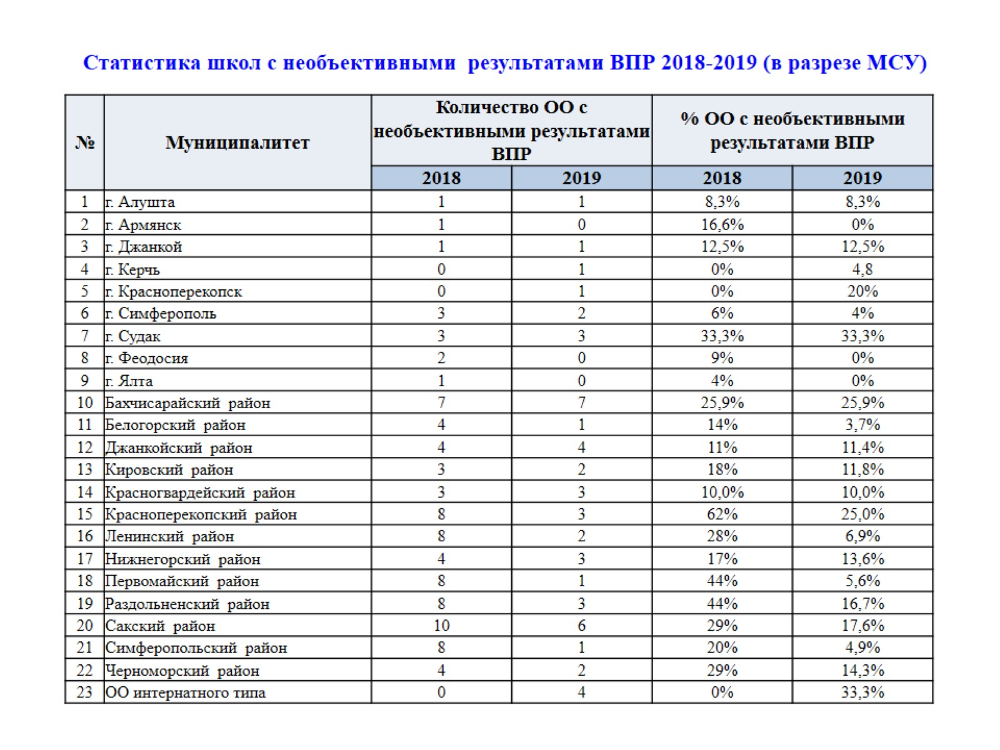 Статистика школ с необъективными результатами ВПР 2018-2019 (в разрезе МСУ)
№ Муниципалитет Количество ОО с необъективными результатами ВПР % ОО с необъективными результатами ВПР
2018 2019 2018 2019
1 г. Алушта 1 1 8,3% 8,3%
2 г. Армянск 1 0 16,6% 0%
3 г. Джанкой 1 1 12,5% 12,5%
4 г. Керчь 0 1 0% 4,8
5 г. Красноперекопск 0 1 0% 20%
6 г. Симферополь 3 2 6% 4%
7 г. Судак 3 3 33,3% 33,3%
8 г. Феодосия 2 0 9% 0%
9 г. Ялта 1 0 4% 0%
10 Бахчисарайский район 7 7 25,9% 25,9%
11 Белогорский район 4 1 14% 3,7%
12 Джанкойский район 4 4 11% 11,4%
13 Кировский район 3 2 18% 11,8%
14 Красногвардейский район 3 3 10,0% 10,0%
15 Красноперекопский район 8 3 62% 25,0%
16 Ленинский район 8 2 28% 6,9%
17 Нижнегорский район 4 3 17% 13,6%
18 Первомайский район 8 1 44% 5,6%
19 Раздольненский район 8 3 44% 16,7%
20 Сакский район 10 6 29% 17,6%
21 Симферопольский район 8 1 20% 4,9%
22 Черноморский район 4 2 29% 14,3%
23 ОО интернатного типа 0 4 0% 33,3%